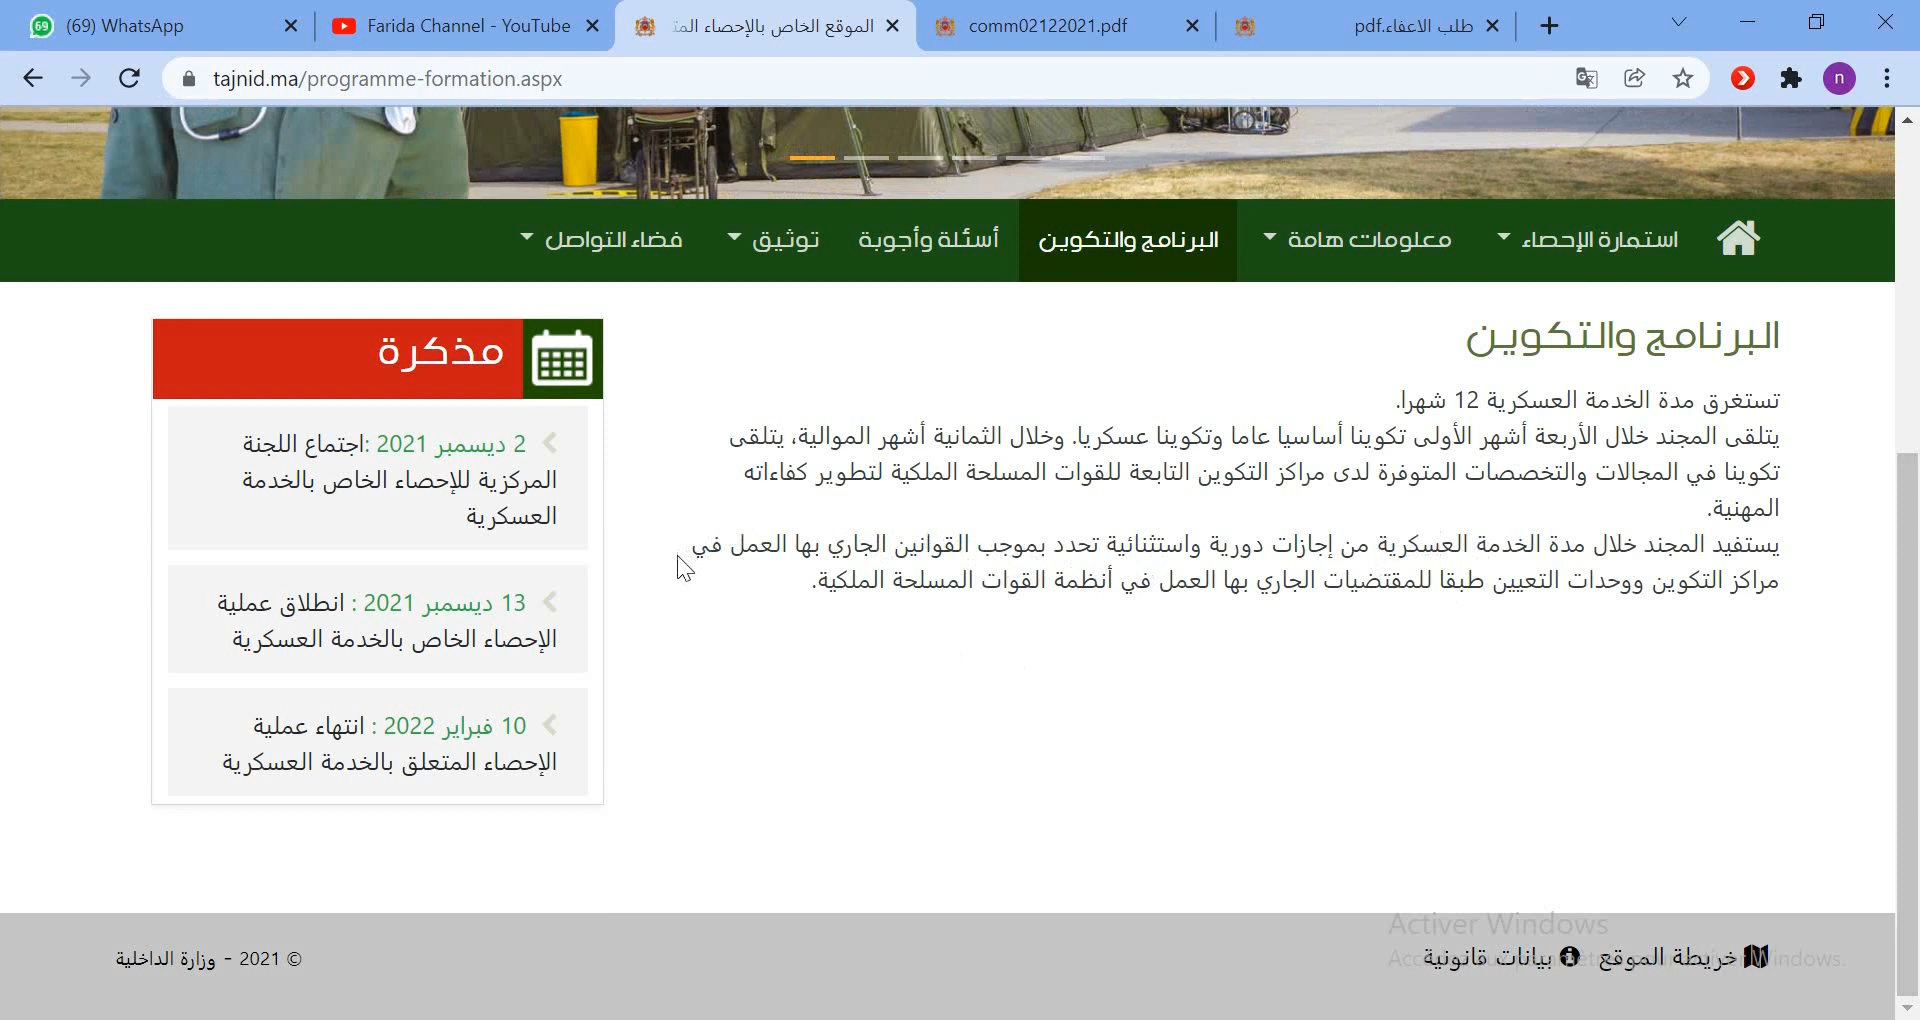 (69) WhatsApp
Farida Channel - YouTube
الموقع الخاص بالإحصاء المت
comm02122021.pdf
طلب الاعفاء.pdf
tajnid.ma/programme-formation.aspx
n
استمارة الإحصاء
معلومات هامة
البرنامج والتكوين
أسئلة وأجوبة
توثيق
فضاء التواصل
البرنامج والتكوين
تستغرق مدة الخدمة العسكرية 12 شهرا.
يتلقى المجند خلال الأربعة أشهر الأولى تكوينا أساسيا عاما وتكوينا عسكريا. وخلال الثمانية أشهر الموالية، يتلقى
تكوينا في المجالات والتخصصات المتوفرة لدى مراكز التكوين التابعة للقوات المسلحة الملكية لتطوير كفاءاته
المهنية.
يستفيد المجند خلال مدة الخدمة العسكرية من إجازات دورية واستثنائية تحدد بموجب القوانين الجاري بها العمل في
مراكز التكوين ووحدات التعيين طبقا للمقتضيات الجاري بها العمل في أنظمة القوات المسلحة الملكية.
مذكرة
2 ديسمبر 2021 :اجتماع اللجنة
المركزية للإحصاء الخاص بالخدمة
العسكرية
13 ديسمبر 2021 : انطلاق عملية
الإحصاء الخاص بالخدمة العسكرية
10 فبراير 2022 : انتهاء عملية
الإحصاء المتعلق بالخدمة العسكرية
Activer Windows
Accédez aux paramètres pour activer Windows.
خريطة الموقع
بيانات قانونية
© 2021 - وزارة الداخلية